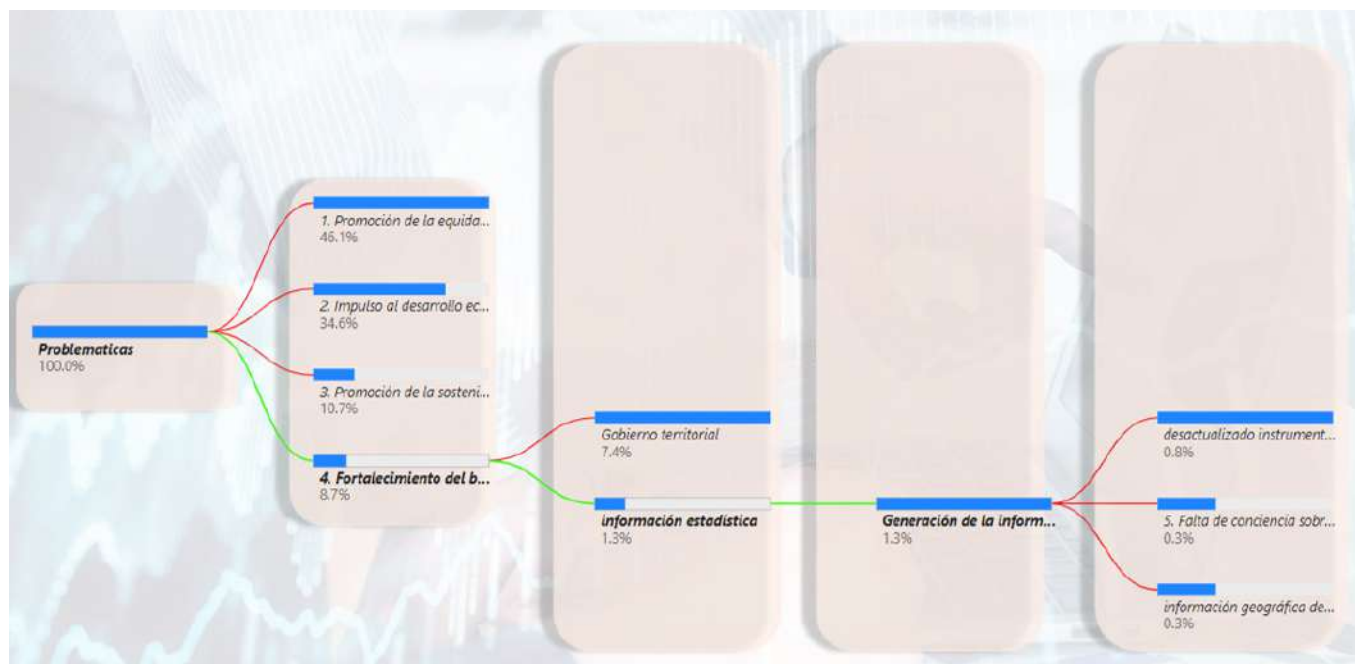 Problematicas
100.0%
1. Promoción de la equida...
46.1%
2. Impulso al desarrollo ec...
34.6%
3. Promoción de la sosteni...
10.7%
4. Fortalecimiento del b...
8.7%
Gobierno territorial
7.4%
información estadística
1.3%
Generación de la inform...
1.3%
desactualizado instrument...
0.8%
5. Falta de conciencia sobr...
0.3%
información geográfica de...
0.3%